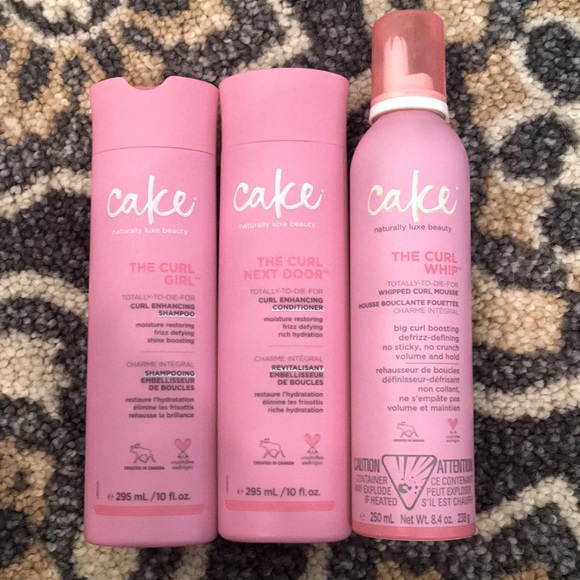 cake
naturally luxe beauty
THE CURL
GIRL™
TOTALLY-TO-DIE-FOR
CURL ENHANCING
SHAMPOO
moisture restoring
frizz defying
shine boosting
CHARME INTÉGRAL
SHAMPOOING
EMBELLISSEUR
DE BOUCLES
restaure l'hydratation
élimine les frisottis
rehausse la brillance
CREATED IN CANADA
e 295 mL / 10 fl. oz.
cake
naturally luxe beauty
THE CURL
NEXT DOOR™
TOTALLY-TO-DIE-FOR
CURL ENHANCING
CONDITIONER
moisture restoring
frizz defying
rich hydration
CHARME INTÉGRAL
REVITALISANT
EMBELLISSEUR
DE BOUCLES
restaure l'hydratation
élimine les frisottis
riche hydratation
CREATED IN CANADA
e 295 mL / 10 fl. oz.
cake
naturally luxe beauty
THE CURL
WHIP™
TOTALLY-TO-DIE-FOR
WHIPPED CURL MOUSSE
MOUSSE BOUCLANTE FOUETTÉE
CHARME INTÉGRAL
big curl boosting
defrizz-defining
no sticky, no crunch
volume and hold
rehausseur de boucles
définisseur-défrisant
non collant,
ne s'empâte pas
volume et maintien
CAUTION
CONTAINER
MAY EXPLODE
IF HEATED
ATTENTION
CE CONTENANT
PEUT EXPLOSER
S'IL EST CHAUFFÉ
e 250 mL Net Wt. 8.4 oz. 238 g